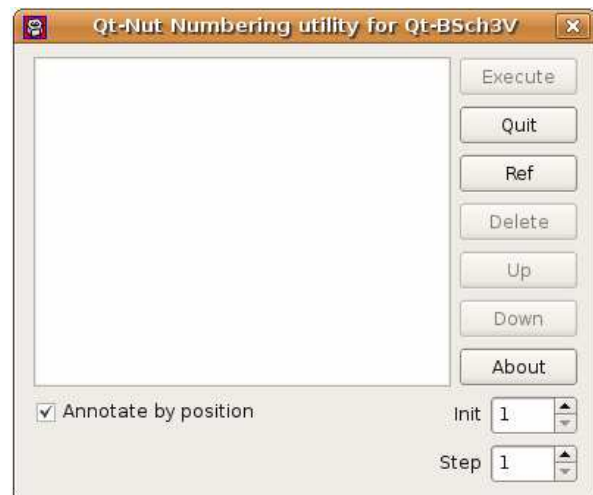 Qt-Nut Numbering utility for Qt-BSch3V
Execute
Quit
Ref
Delete
Up
Down
About
Annotate by position
Init 1
Step 1